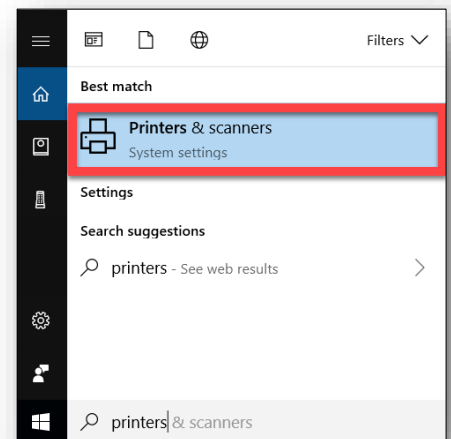 Filters
Best match
Printers & scanners
System settings
Settings
Search suggestions
printers - See web results
printers & scanners